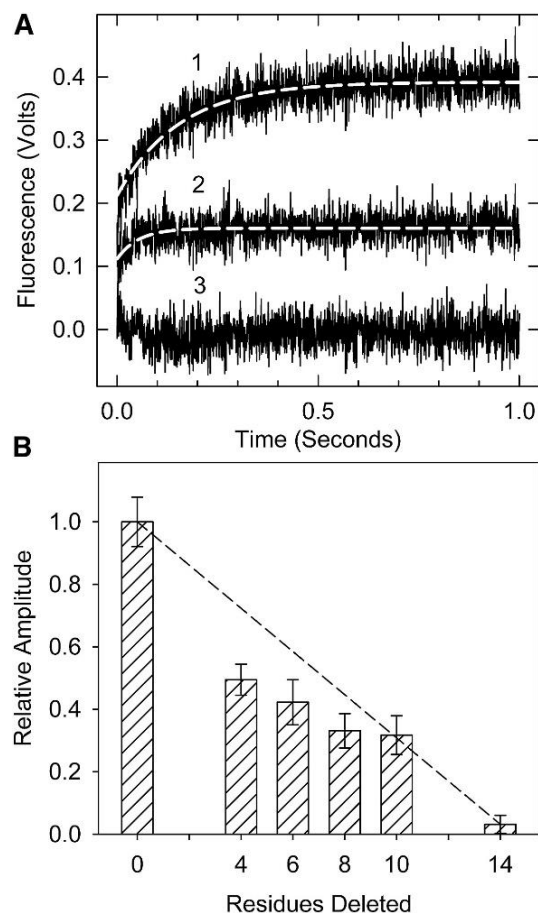 A
1
2
3
0.4
0.3
0.2
0.1
0.0
Fluorescence (Volts)
0.0 0.5 1.0
Time (Seconds)
B
1.0
0.8
0.6
0.4
0.2
0.0
Relative Amplitude
0 4 6 8 10 14
Residues Deleted